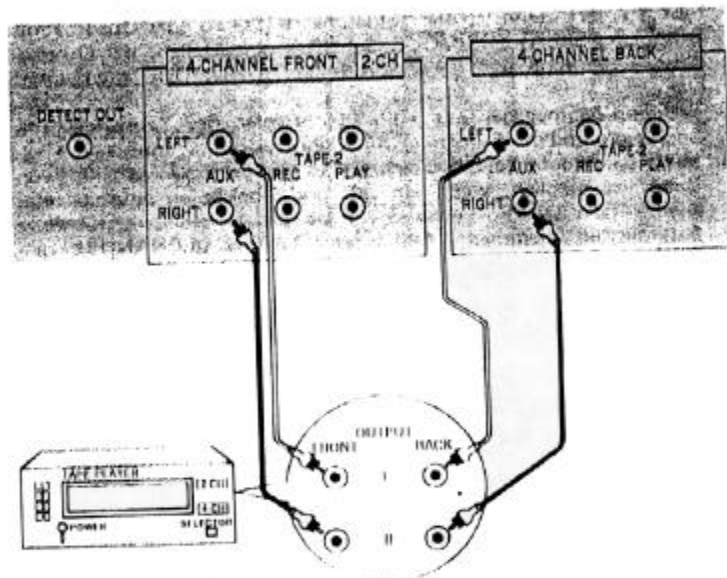 4 CHANNEL FRONT 2-CH
4 CHANNEL BACK
DETECT OUT
LEFT
AUX
TAPE-2
REC
PLAY
RIGHT
LEFT
AUX
TAPE-2
REC
PLAY
RIGHT
OUTPUT
FRONT
BACK
I
II
TAPE PLAYER
2 CH
4 CH
POWER
SELECTOR